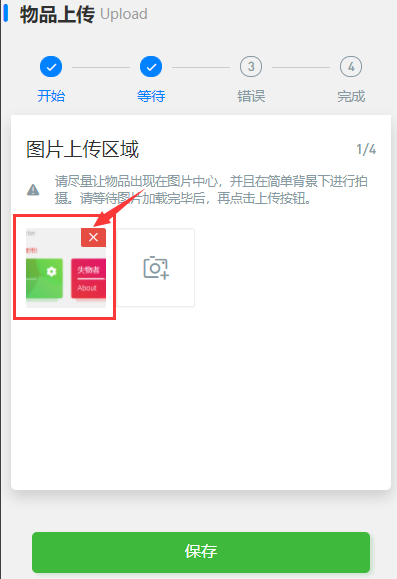 物品上传 Upload
3
4
开始
等待
错误
完成
图片上传区域
1/4
请尽量让物品出现在图片中心，并且在简单背景下进行拍
摄。请等待图片加载完毕后，再点击上传按钮。
失物者
About
保存